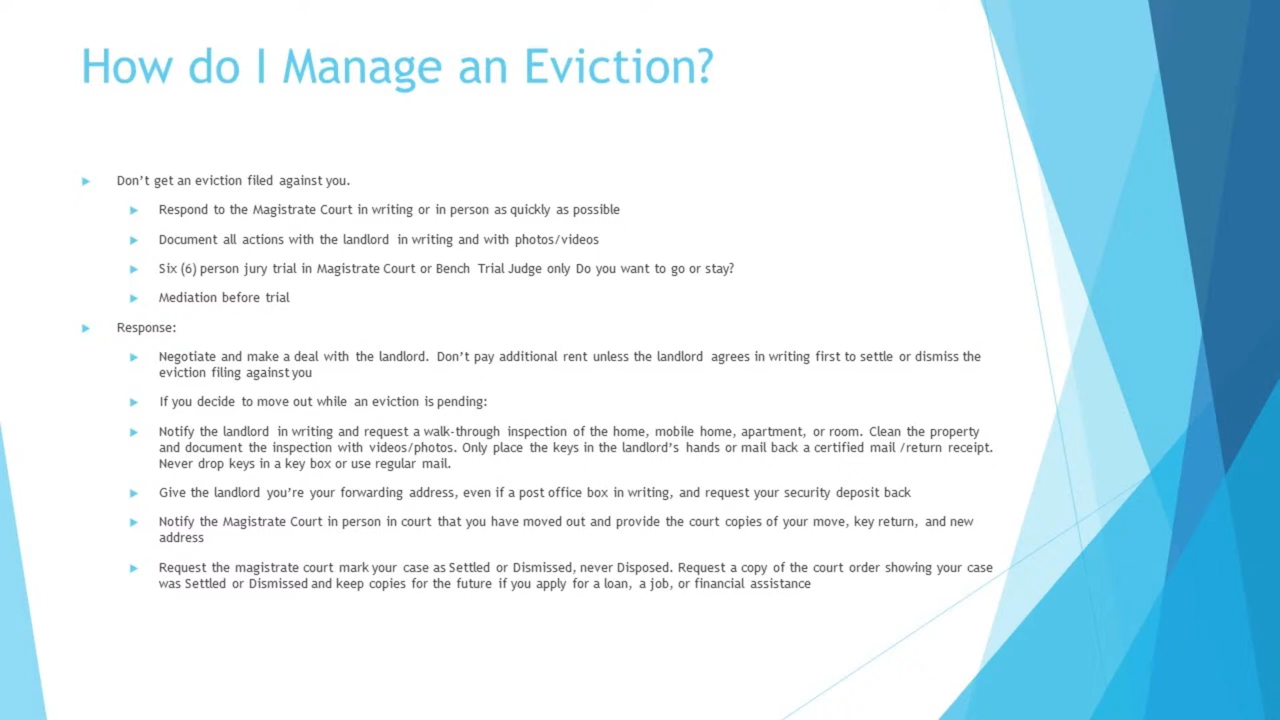 How do I Manage an Eviction?
Don't get an eviction filed against you.
Respond to the Magistrate Court in writing or in person as quickly as possible
Document all actions with the landlord in writing and with photos/videos
Six (6) person jury trial in Magistrate Court or Bench Trial Judge only Do you want to go or stay?
Mediation before trial
Response:
Negotiate and make a deal with the landlord. Don't pay additional rent unless the landlord agrees in writing first to settle or dismiss the
eviction filing against you
If you decide to move out while an eviction is pending:
Notify the landlord in writing and request a walk-through inspection of the home, mobile home, apartment, or room. Clean the property
and document the inspection with videos/photos. Only place the keys in the landlord's hands or mail back a certified mail /return receipt.
Never drop keys in a key box or use regular mail.
Give the landlord you're your forwarding address, even if a post office box in writing, and request your security deposit back
Notify the Magistrate Court in person in court that you have moved out and provide the court copies of your move, key return, and new
address
Request the magistrate court mark your case as Settled or Dismissed, never Disposed. Request a copy of the court order showing your case
was Settled or Dismissed and keep copies for the future if you apply for a loan, a job, or financial assistance